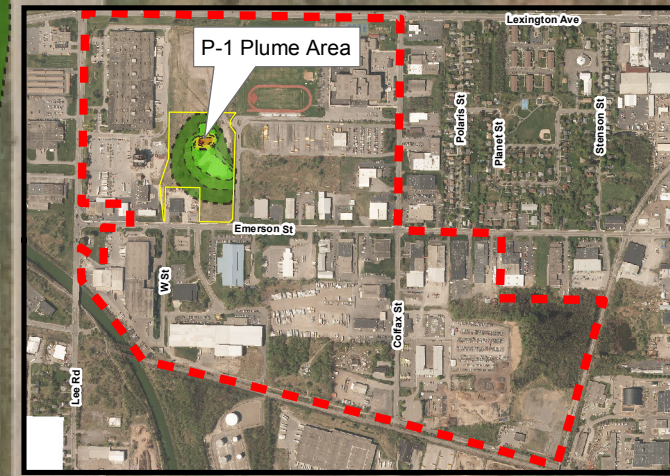 Lexington Ave
P-1 Plume Area
Polaris St
Planet St
Stenson St
Emerson St
W St
Colfax St
Lee Rd